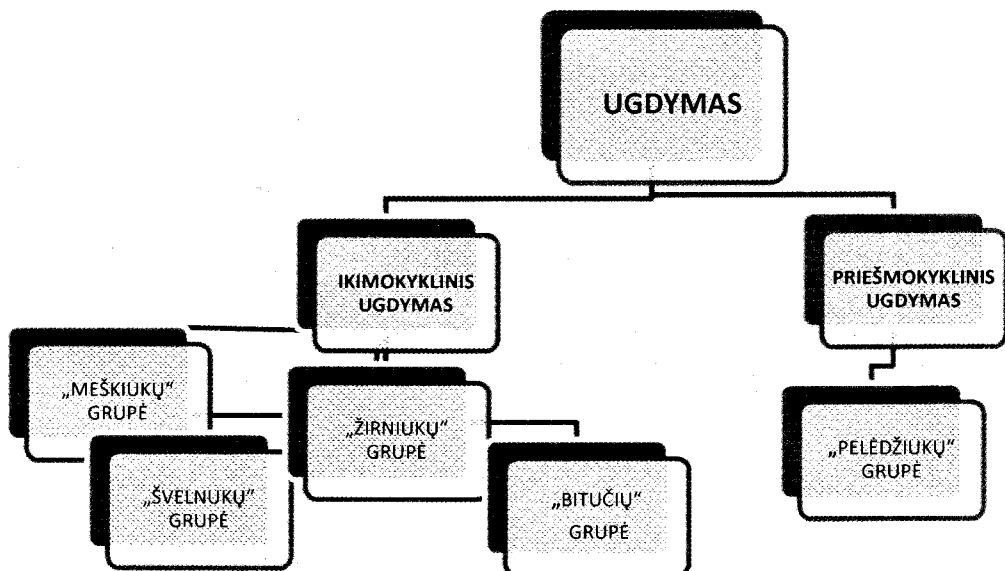 UGDYMAS
IKIMOKYKLINIS
UGDYMAS
PRIEŠMOKYKLINIS
UGDYMAS
„MEŠKIUKŲ“
GRUPĖ
„ŽIRNIUKŲ“
GRUPĖ
„PELĖDŽIUKŲ“
GRUPĖ
„ŠVELNUKŲ“
GRUPĖ
„BITUČIŲ“
GRUPĖ